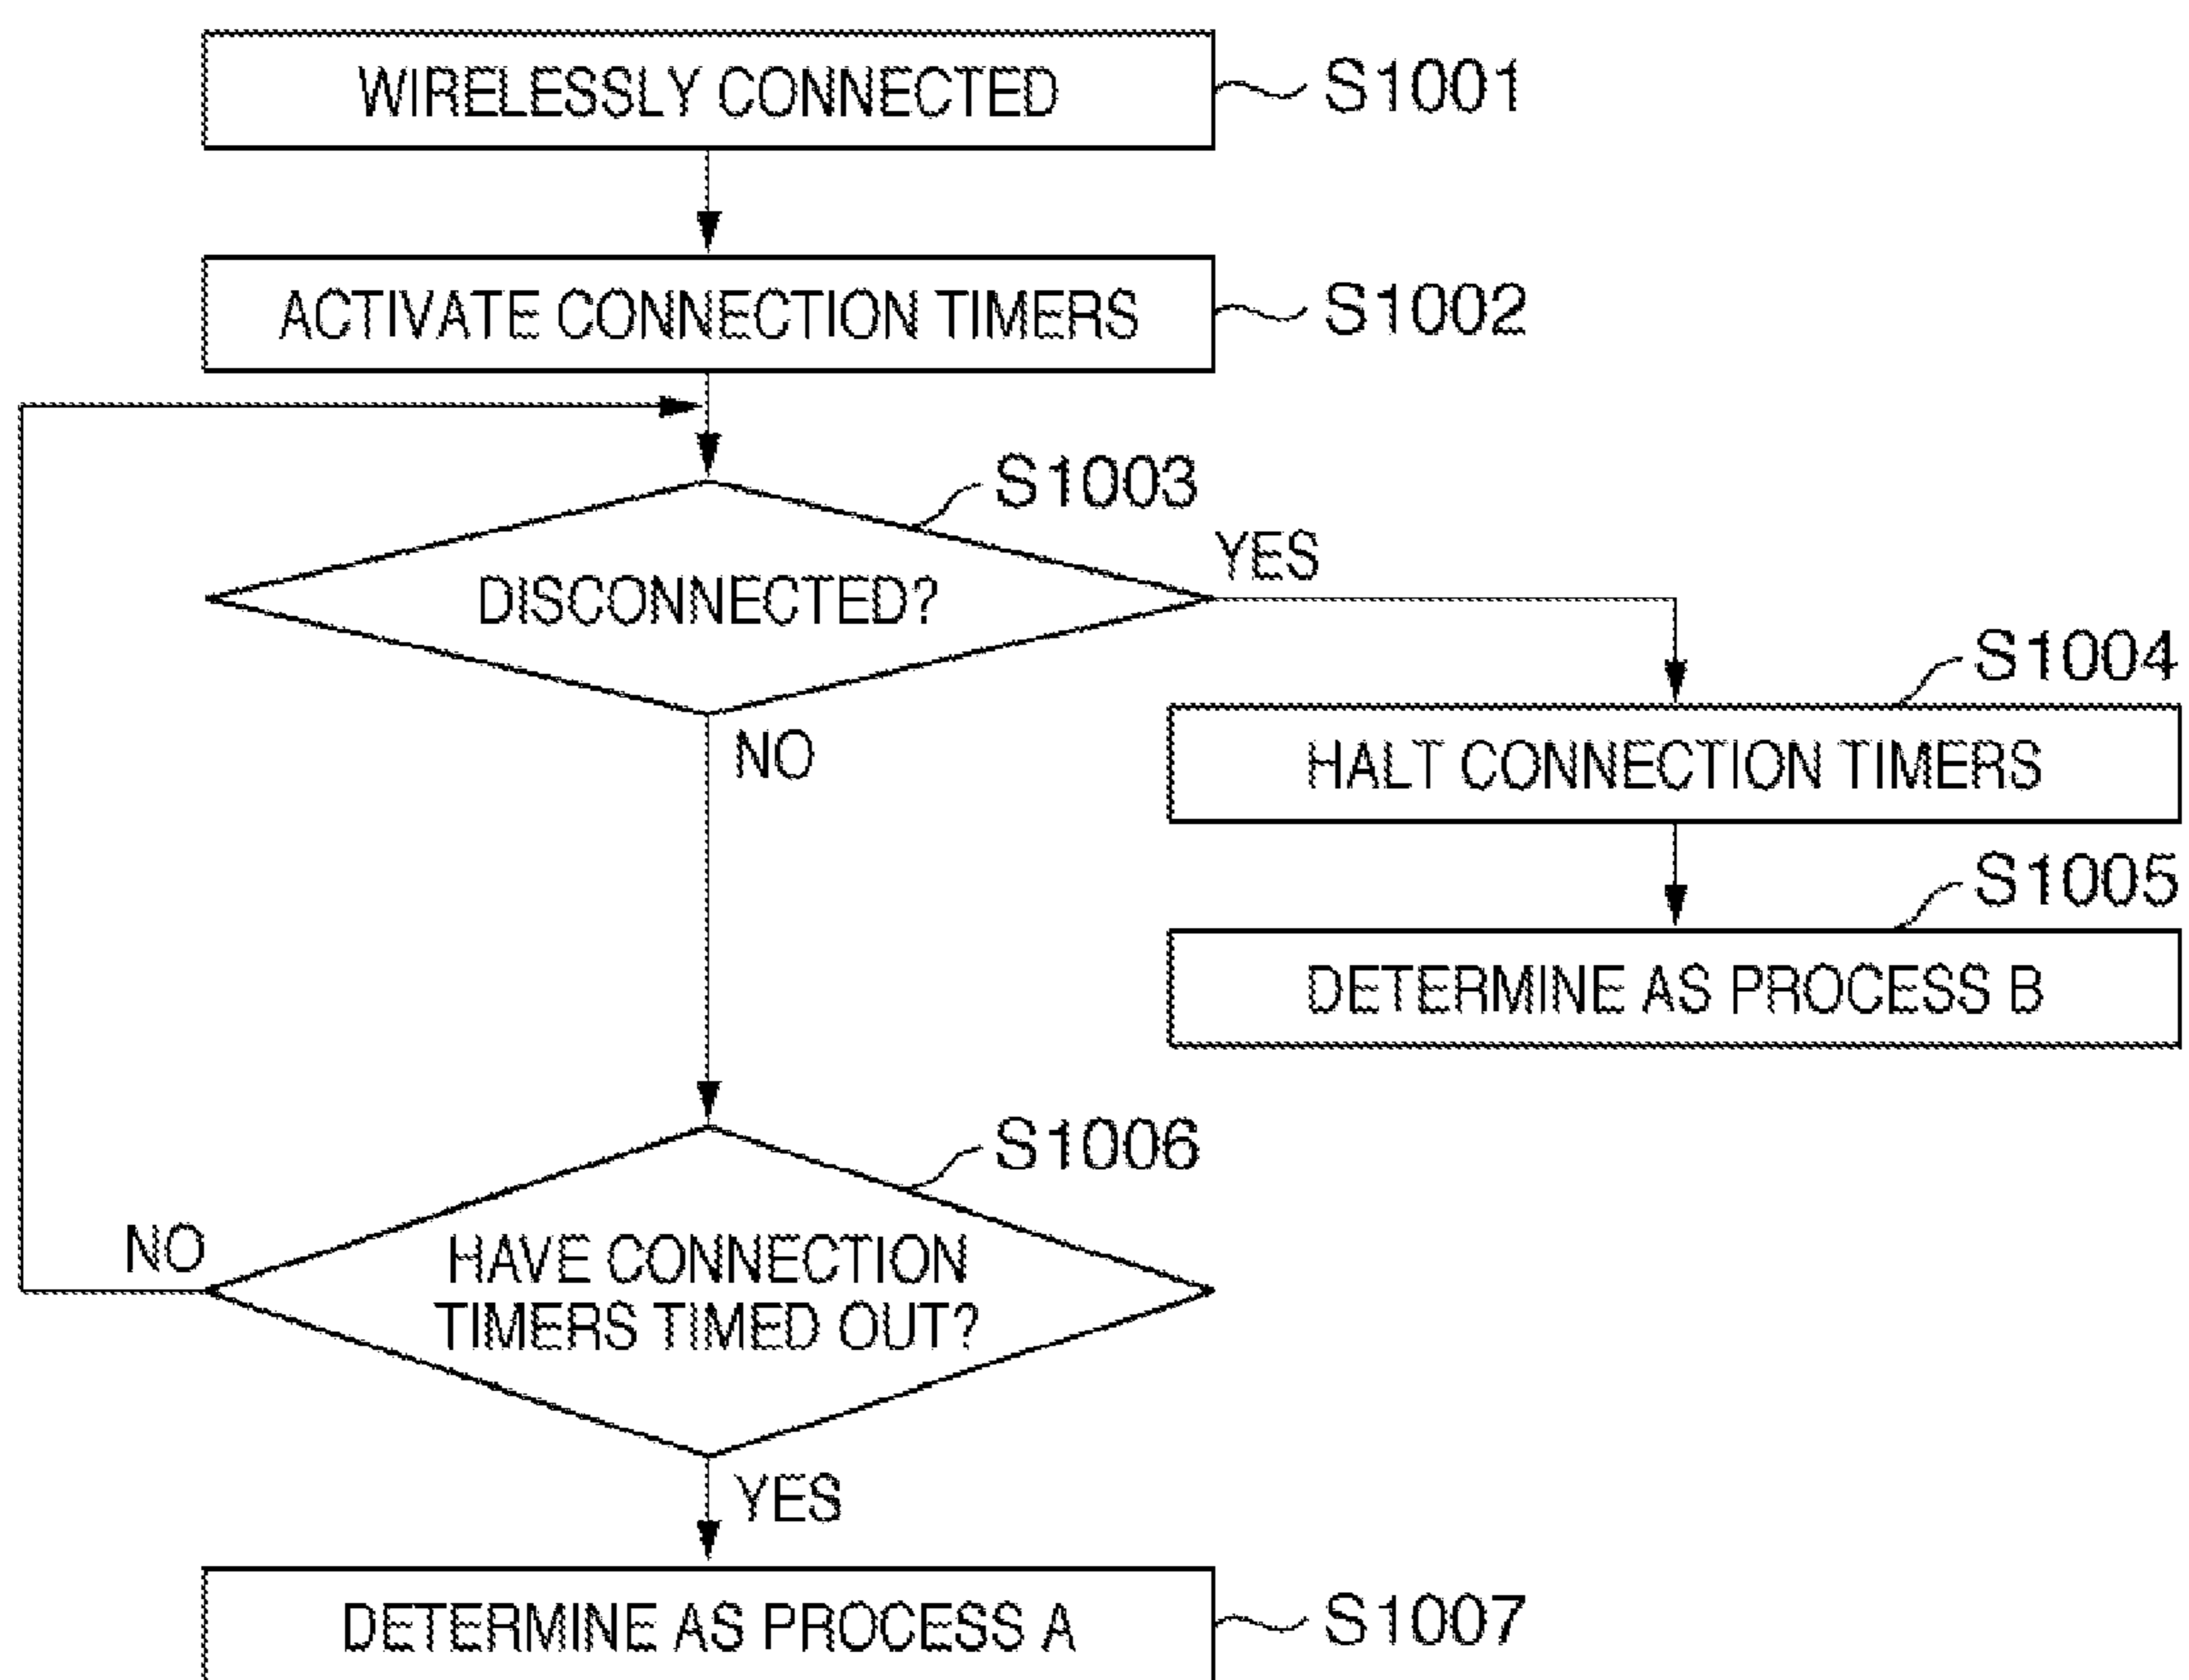 WIRELESSLY CONNECTED
S1001
ACTIVATE CONNECTION TIMERS
S1002
S1003
DISCONNECTED?
YES
NO
S1004
HALT CONNECTION TIMERS
S1005
DETERMINE AS PROCESS B
S1006
HAVE CONNECTION
TIMERS TIMED OUT?
NO
YES
DETERMINE AS PROCESS A
S1007